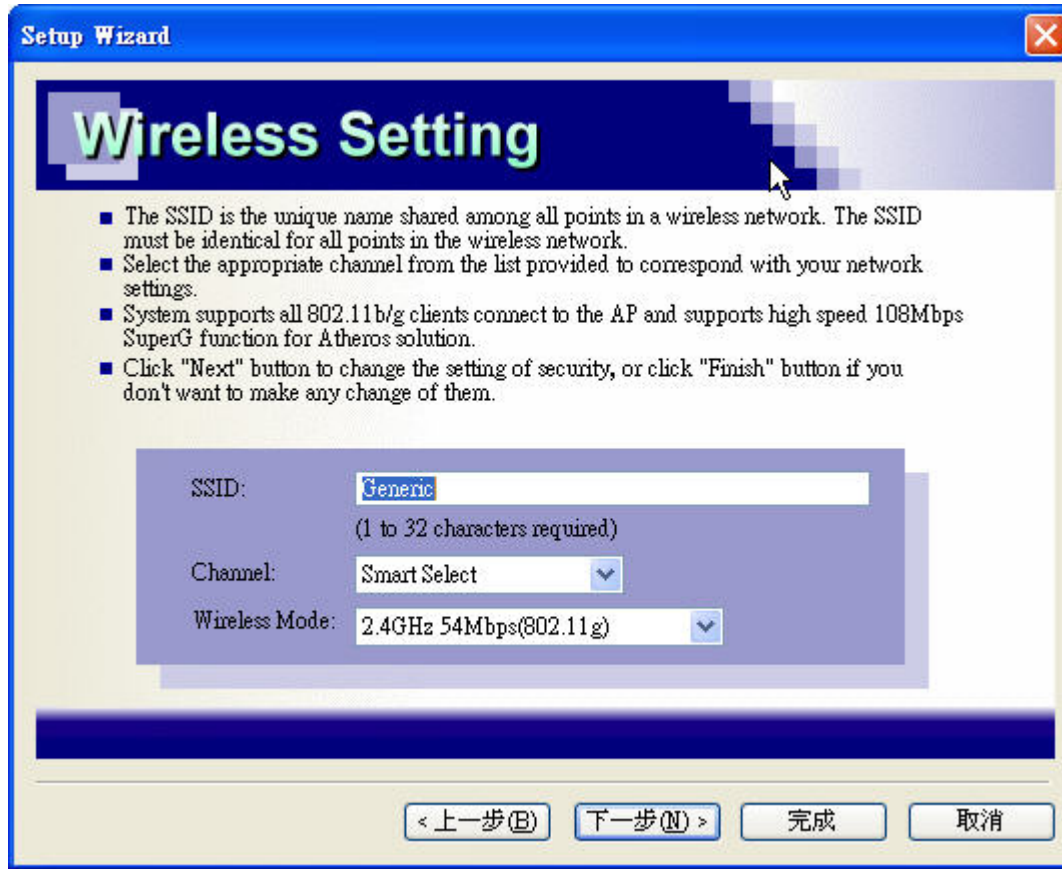 Setup Wizard
Wireless Setting
The SSID is the unique name shared among all points in a wireless network. The SSID
must be identical for all points in the wireless network.
Select the appropriate channel from the list provided to correspond with your network
settings.
System supports all 802.11b/g clients connect to the AP and supports high speed 108Mbps
SuperG function for Atheros solution.
Click "Next" button to change the setting of security, or click "Finish" button if you
don't want to make any change of them.
SSID: Generic
(1 to 32 characters required)
Channel: Smart Select
Wireless Mode: 2.4GHz 54Mbps(802.11g)
<上一步(B) 下一步(N)> 完成 取消